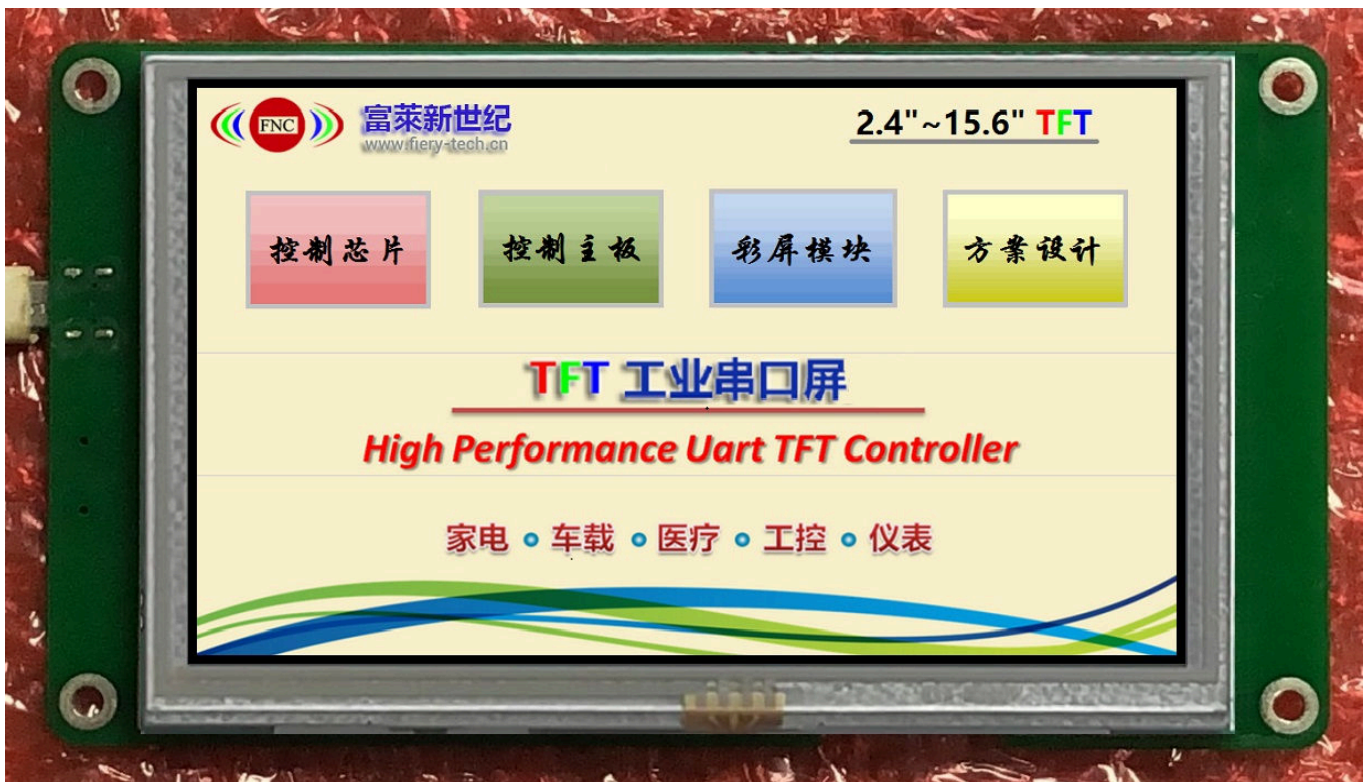 FNC 富莱新世纪
www.fiery-tech.cn
2.4"~15.6" TFT
控制芯片 控制主板 彩屏模块 方案设计
TFT 工业串口屏
High Performance Uart TFT Controller
家电 • 车载 • 医疗 • 工控 • 仪表